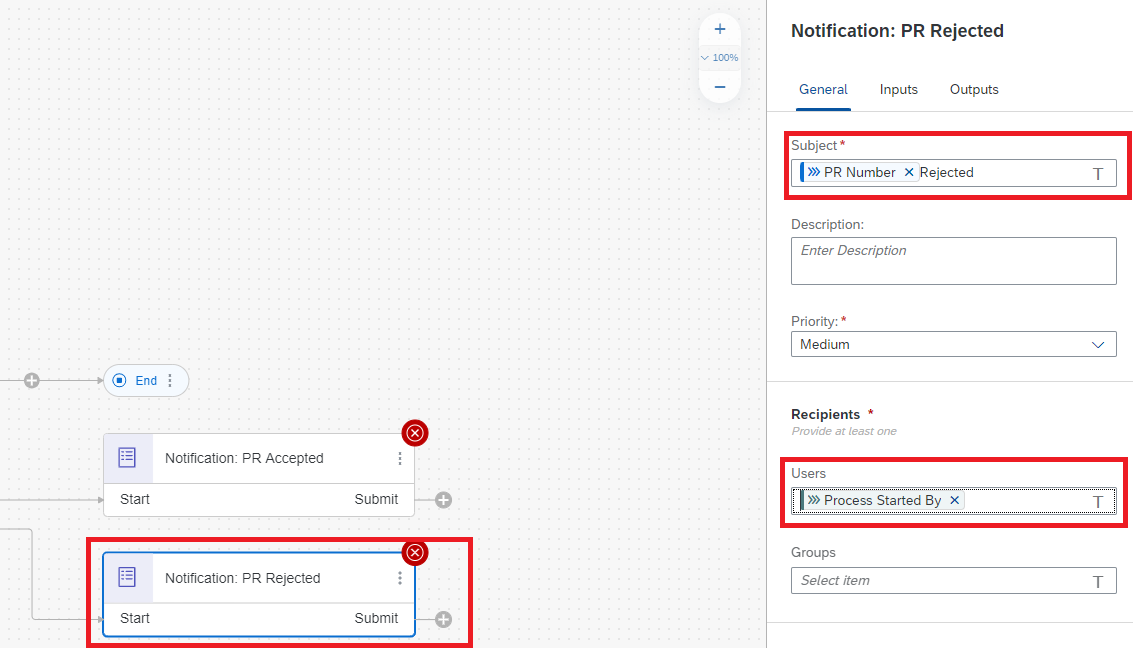 100%
End
Notification: PR Accepted
Start Submit
Notification: PR Rejected
Start Submit
Notification: PR Rejected
General Inputs Outputs
Subject*
PR Number × Rejected T
Description:
Enter Description
Priority:*
Medium
Recipients *
Provide at least one
Users
Process Started By × T
Groups
Select item T